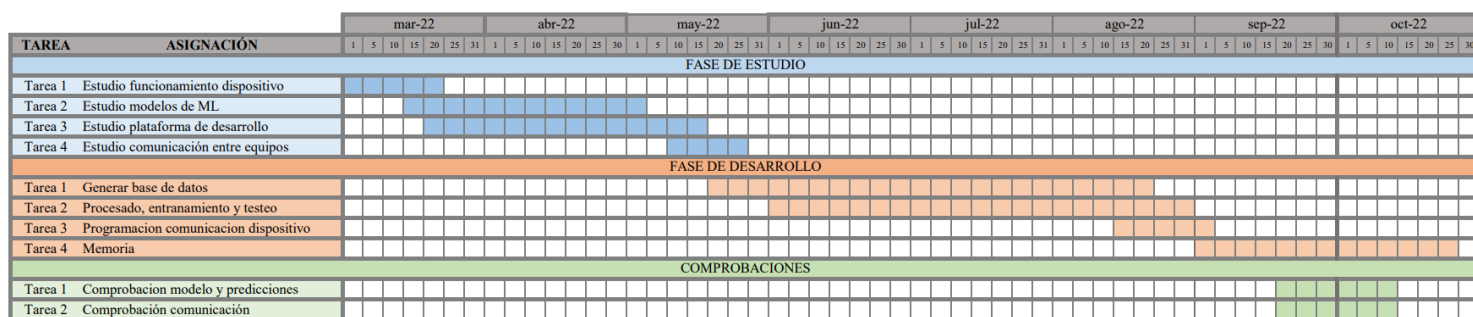 mar-22 abr-22 may-22 jun-22 jul-22 ago-22 sep-22 oct-22
TAREA ASIGNACIÓN 1 5 10 15 20 25 31 1 5 10 15 20 25 30 1 5 10 15 20 25 31 1 5 10 15 20 25 30 1 5 10 15 20 25 31 1 5 10 15 20 25 31 1 5 10 15 20 25 30 1 5 10 15 20 25 30
FASE DE ESTUDIO
Tarea 1 Estudio funcionamiento dispositivo
Tarea 2 Estudio modelos de ML
Tarea 3 Estudio plataforma de desarrollo
Tarea 4 Estudio comunicación entre equipos
FASE DE DESARROLLO
Tarea 1 Generar base de datos
Tarea 2 Procesado, entranamiento y testeo
Tarea 3 Programacion comunicacion dispositivo
Tarea 4 Memoria
COMPROBACIONES
Tarea 1 Comprobacion modelo y predicciones
Tarea 2 Comprobación comunicación